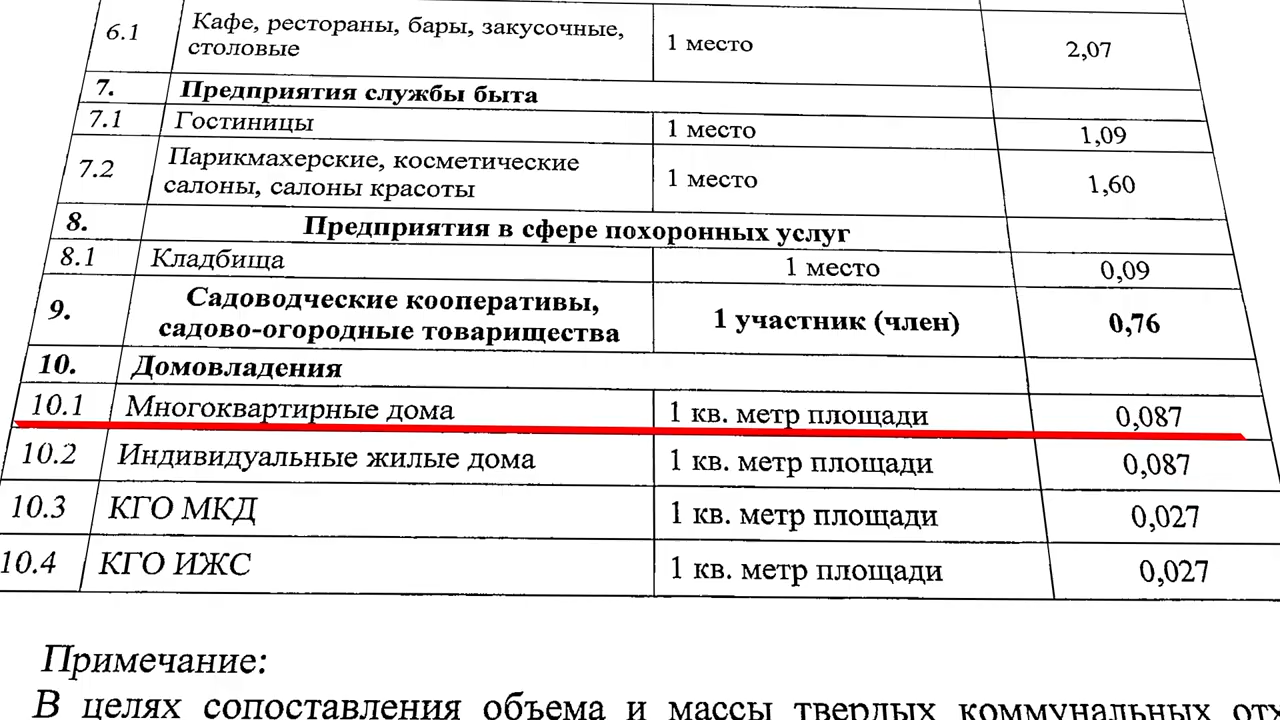 6.1 Кафе, рестораны, бары, закусочные, столовые 1 место 2,07
7. Предприятия службы быта
7.1 Гостиницы 1 место 1,09
7.2 Парикмахерские, косметические салоны, салоны красоты 1 место 1,60
8. Предприятия в сфере похоронных услуг
8.1 Кладбища 1 место 0,09
9. Садоводческие кооперативы, садово-огородные товарищества 1 участник (член) 0,76
10. Домовладения
10.1 Многоквартирные дома 1 кв. метр площади 0,087
10.2 Индивидуальные жилые дома 1 кв. метр площади 0,087
10.3 КГО МКД 1 кв. метр площади 0,027
10.4 КГО ИЖС 1 кв. метр площади 0,027
Примечание:
В целях сопоставления объема и массы твердых коммунальных